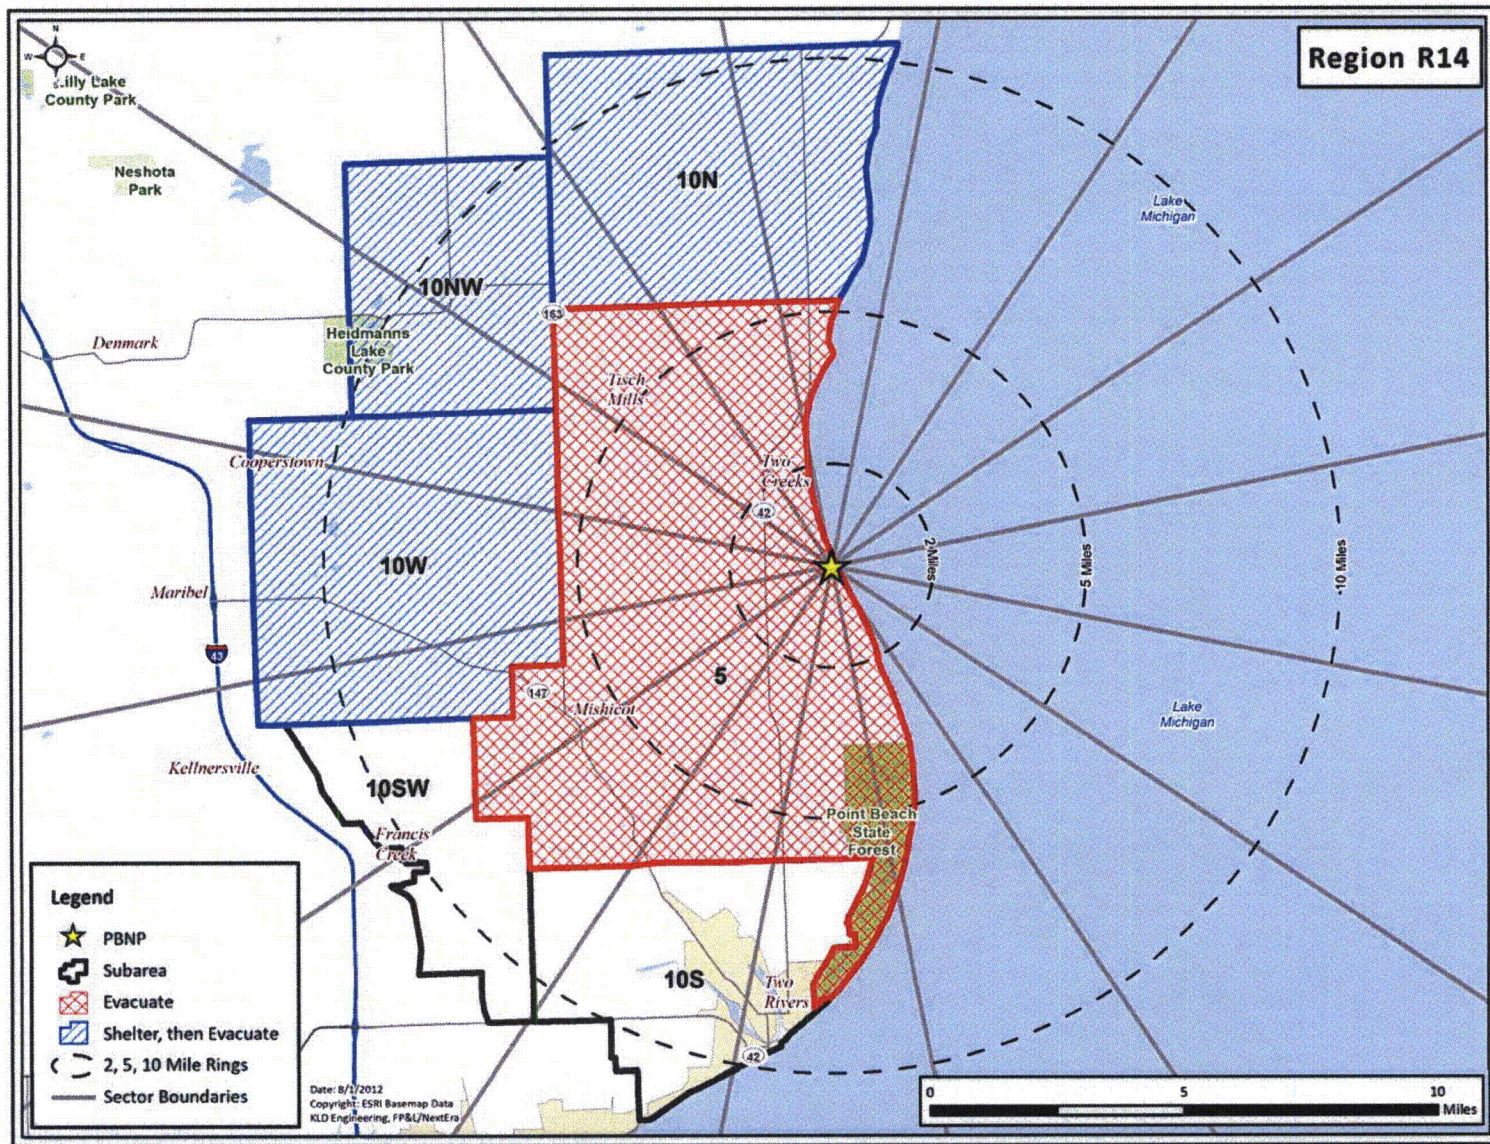 Region R14
N
W
E
S
Lilly Lake
County Park
Neshota
Park
10N
Lake
Michigan
10NW
163
Denmark
Heidmanns
Lake
County Park
Tisch
Mills
Cooperstown
Two
Creeks
42
10W
2 Miles
5 Miles
10 Miles
Maribel
43
5
147
Mishicot
Lake
Michigan
Kellnersville
10SW
Point Beach
State
Forest
Francis
Creek
10S
Two
Rivers
42
Legend
PBNP
Subarea
Evacuate
Shelter, then Evacuate
2, 5, 10 Mile Rings
Sector Boundaries
Date: 8/1/2012
Copyright: ESRI Basemap Data
KLD Engineering, FP&L/NextEra
0
5
10
Miles